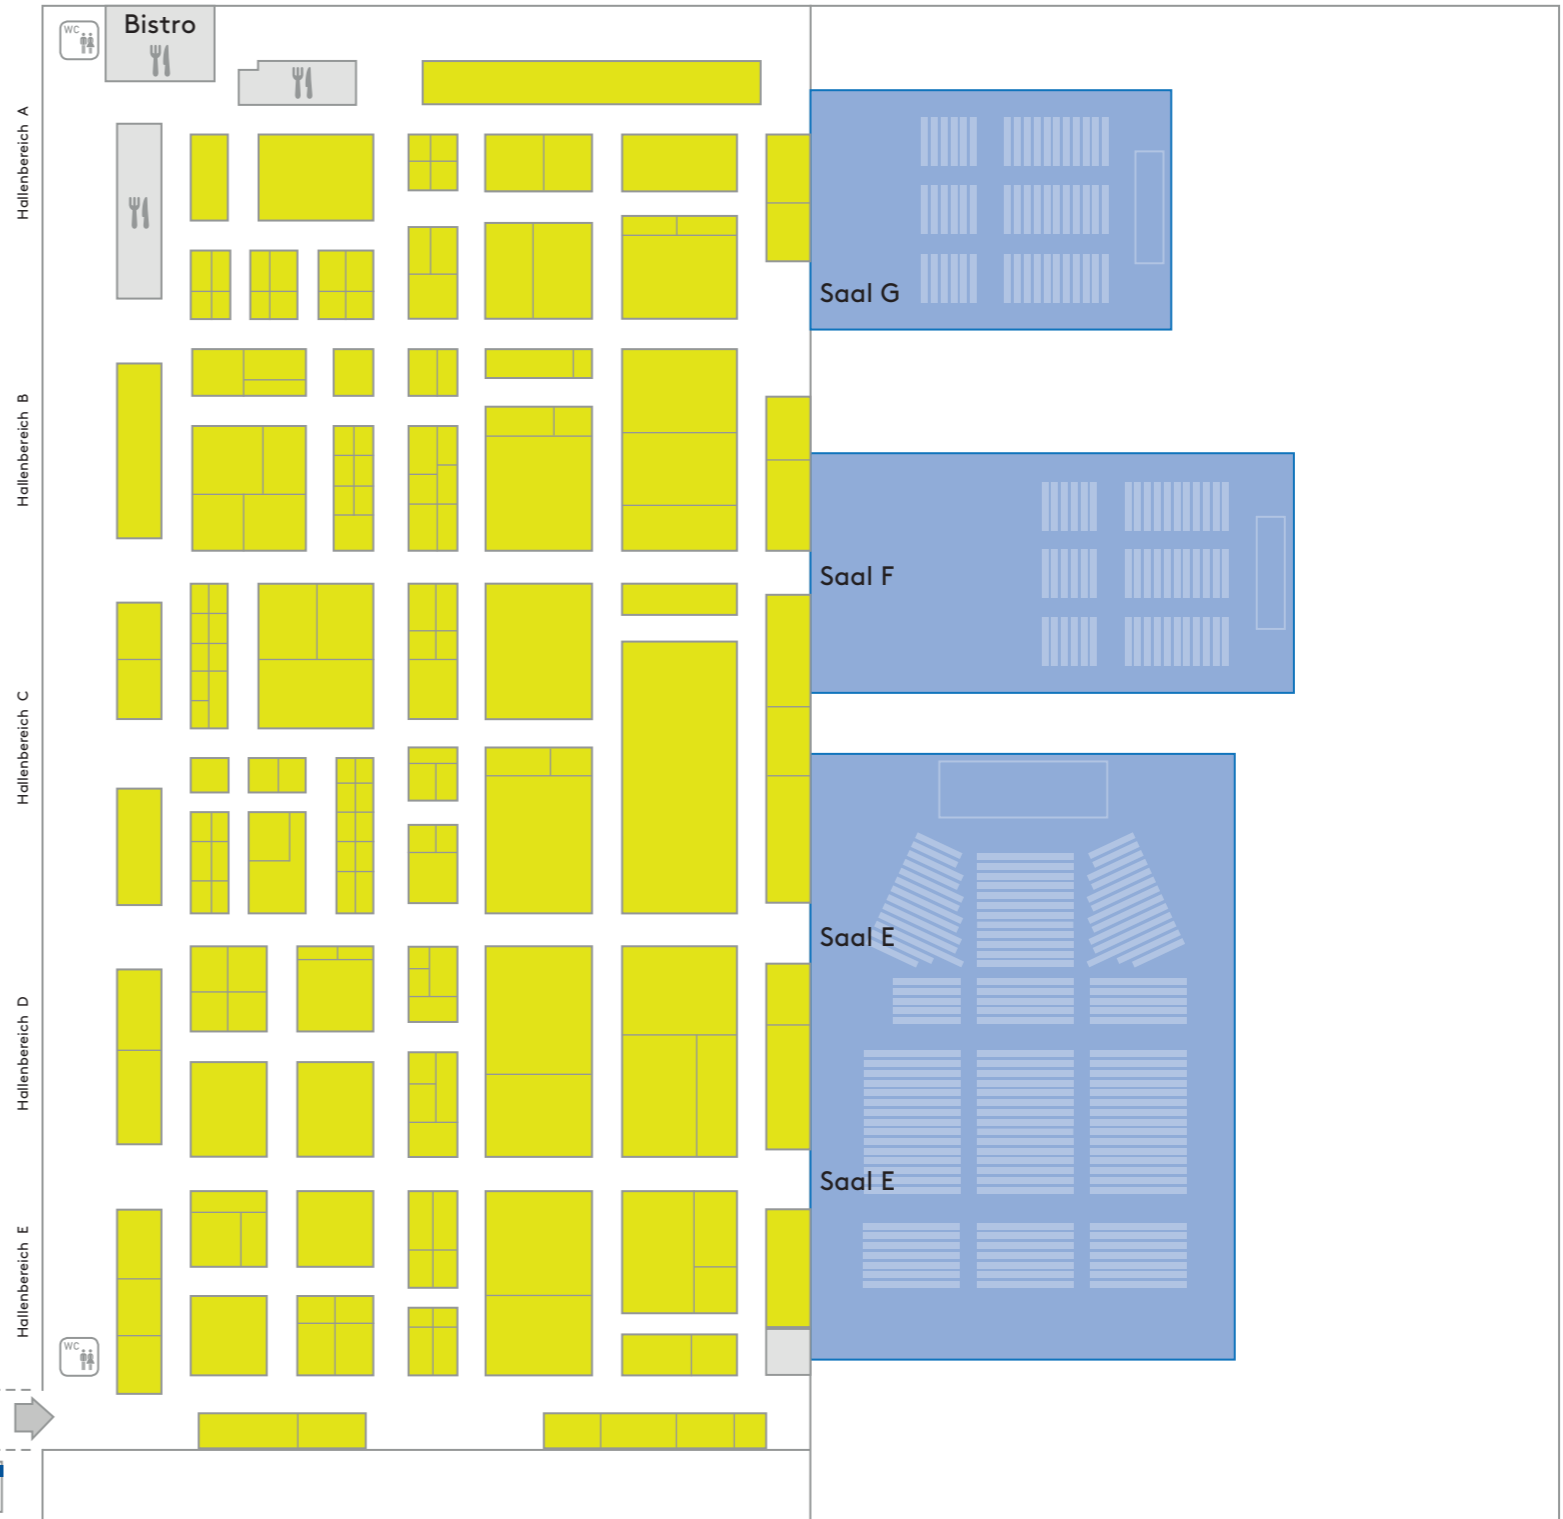 WC
Bistro
Hallenbereich A
Saal G
Hallenbereich B
Saal F
Hallenbereich C
Saal E
Hallenbereich D
Saal E
Hallenbereich E
WC